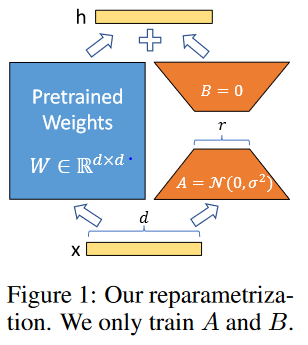 h
Pretrained
Weights
W ∈ ℝ^{d×d}
B = 0
r
A = 𝒩(0, σ²)
d
x
Figure 1: Our reparametriza-
tion. We only train A and B.